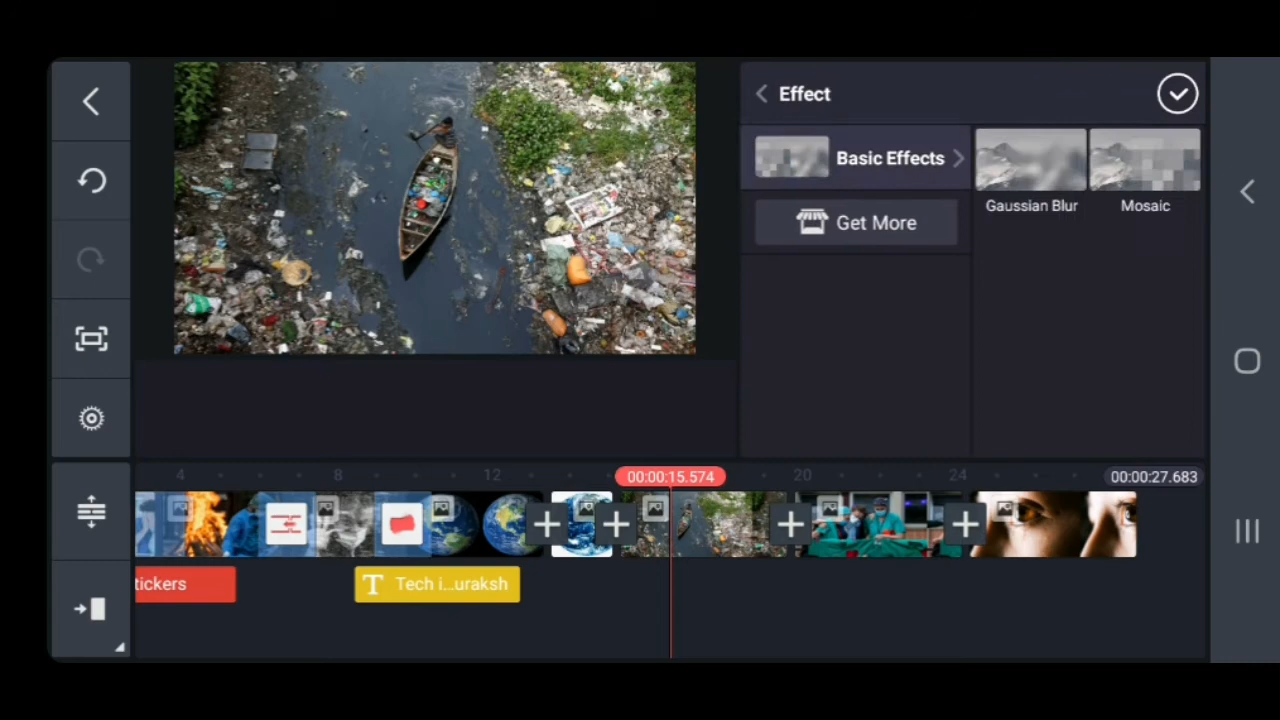 Effect
Basic Effects
Get More
Gaussian Blur
Mosaic
4
8
12
00:00:15.574
20
24
00:00:27.683
tickers
T Tech i...uraksh